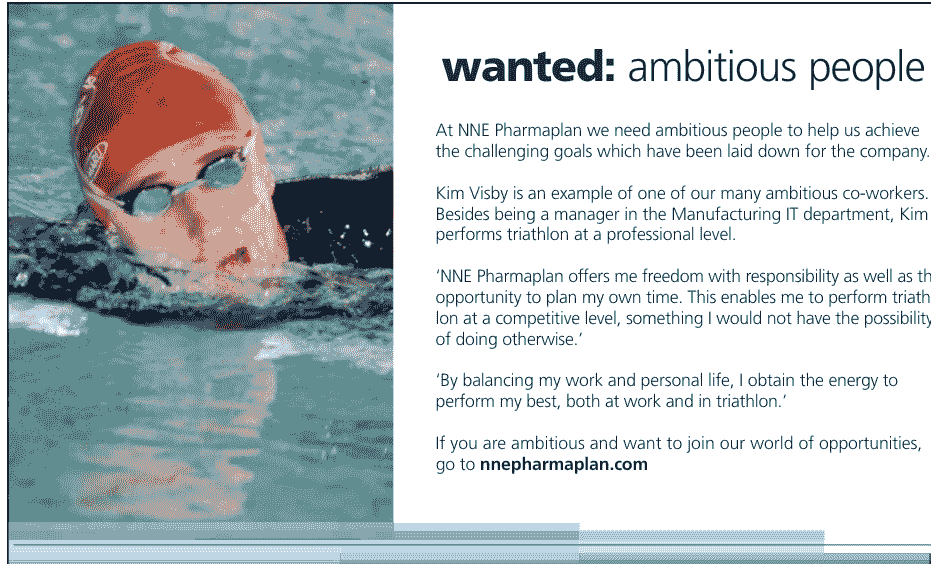 wanted: ambitious people
At NNE Pharmaplan we need ambitious people to help us achieve
the challenging goals which have been laid down for the company.
Kim Visby is an example of one of our many ambitious co-workers.
Besides being a manager in the Manufacturing IT department, Kim
performs triathlon at a professional level.
‘NNE Pharmaplan offers me freedom with responsibility as well as th
opportunity to plan my own time. This enables me to perform triath
lon at a competitive level, something I would not have the possibility
of doing otherwise.’
‘By balancing my work and personal life, I obtain the energy to
perform my best, both at work and in triathlon.’
If you are ambitious and want to join our world of opportunities,
go to nnepharmaplan.com